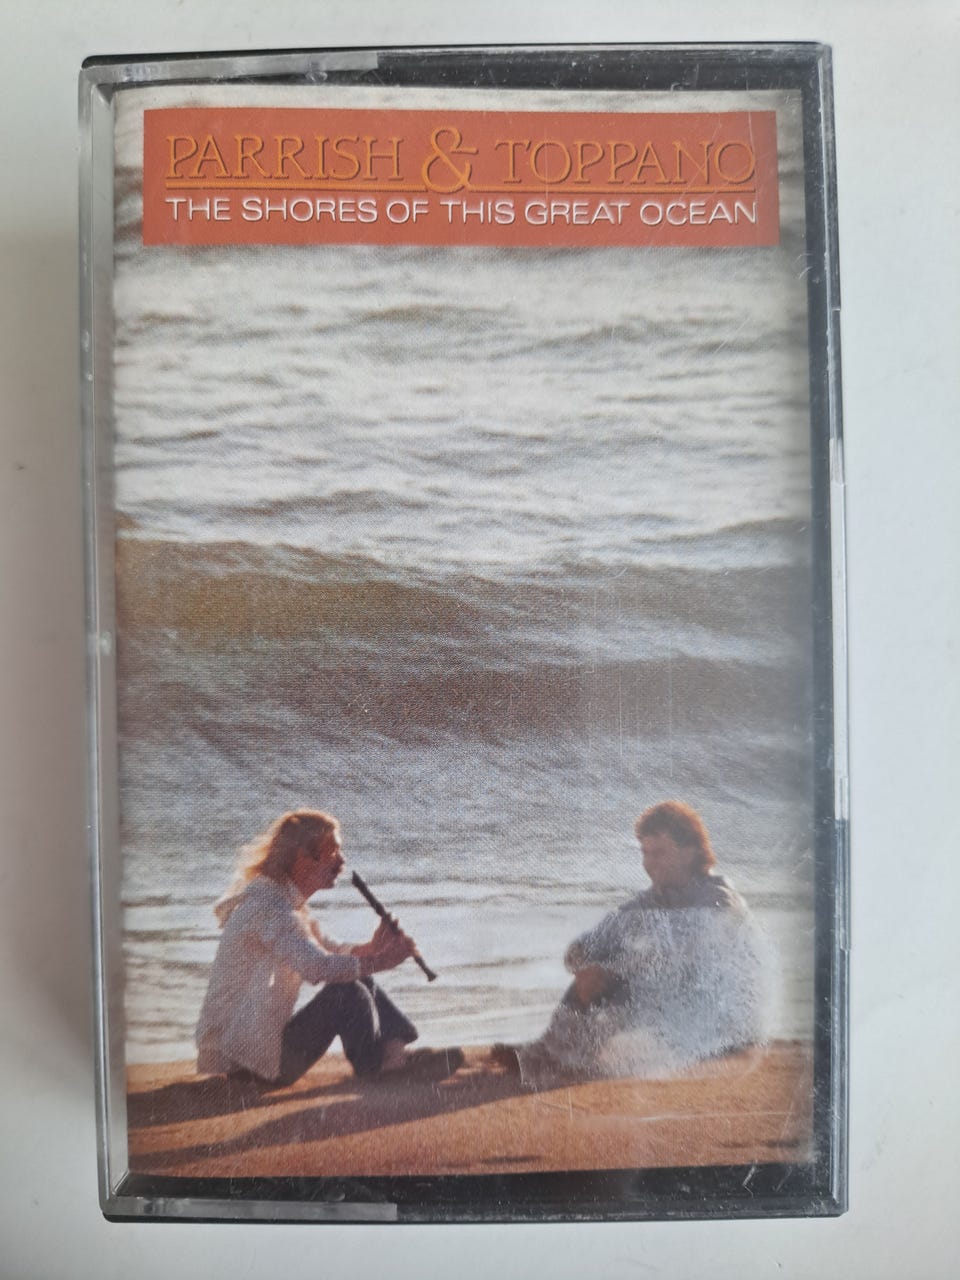 PARRISH & TOPPANO
THE SHORES OF THIS GREAT OCEAN